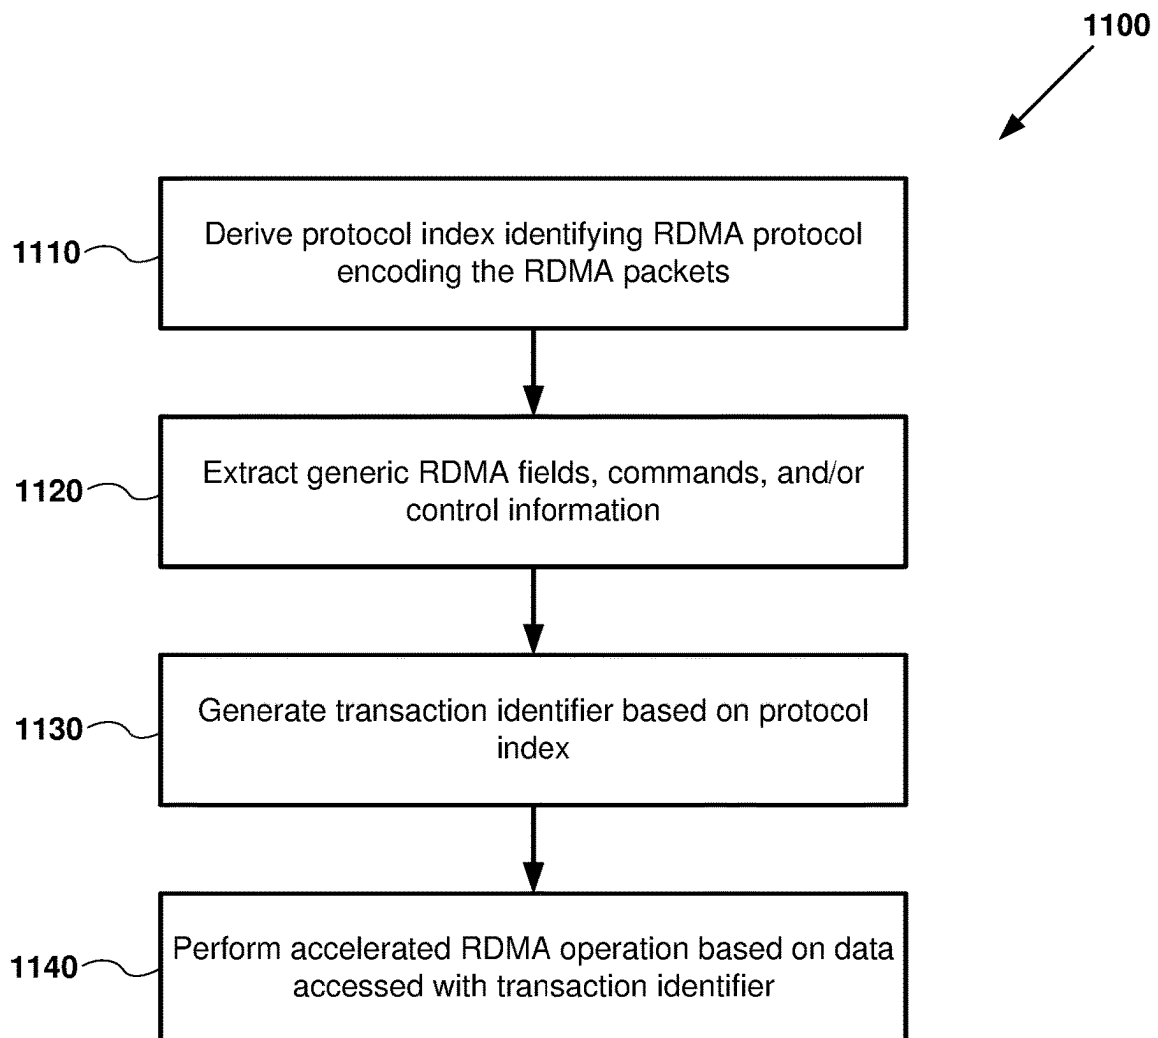 1100
1110
Derive protocol index identifying RDMA protocol
encoding the RDMA packets
1120
Extract generic RDMA fields, commands, and/or
control information
1130
Generate transaction identifier based on protocol
index
1140
Perform accelerated RDMA operation based on data
accessed with transaction identifier